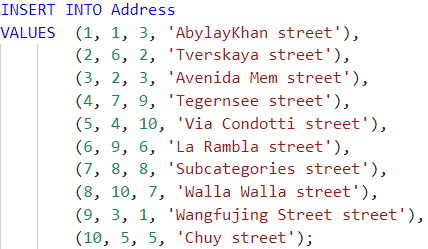 INSERT INTO Address
VALUES (1, 1, 3, 'AbylayKhan street'),
(2, 6, 2, 'Tverskaya street'),
(3, 2, 3, 'Avenida Mem street'),
(4, 7, 9, 'Tegernsee street'),
(5, 4, 10, 'Via Condotti street'),
(6, 9, 6, 'La Rambla street'),
(7, 8, 8, 'Subcategories street'),
(8, 10, 7, 'Walla Walla street'),
(9, 3, 1, 'Wangfujing Street street'),
(10, 5, 5, 'Chuy street');